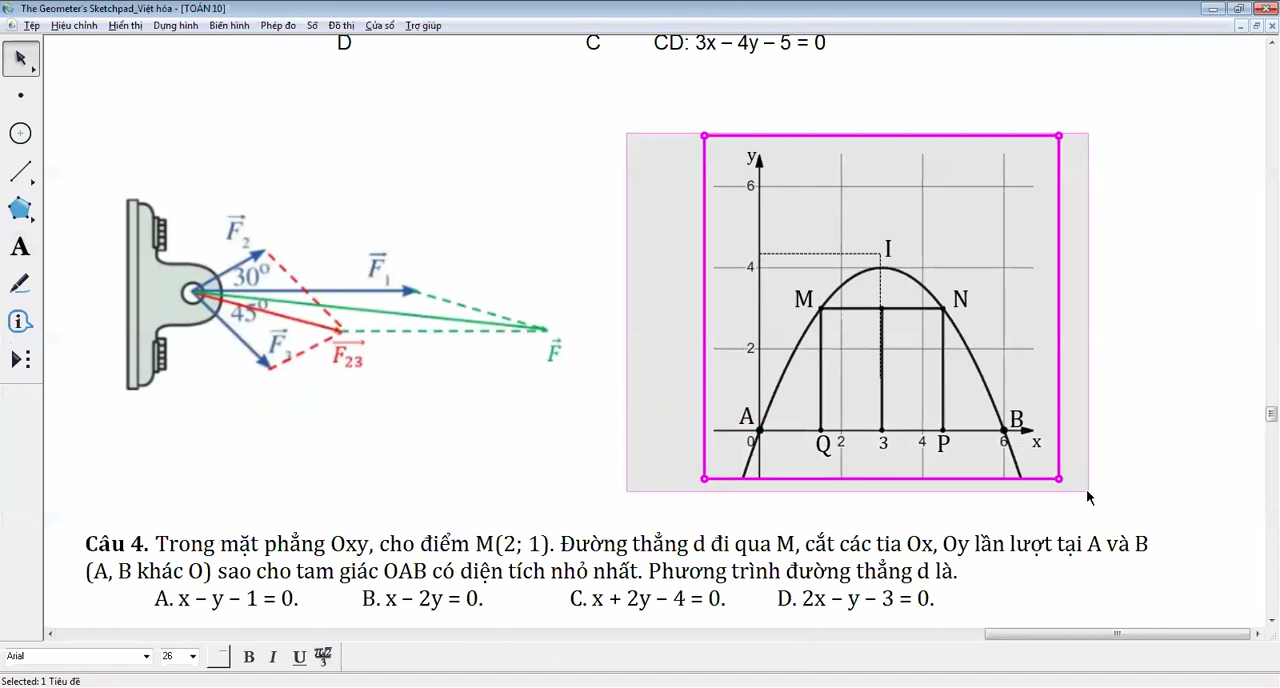 The Geometer's Sketchpad_Việt hóa - [TOÁN 10]
Tệp Hiệu chỉnh Hiển thị Dựng hình Biến hình Phép đo Số Đồ thị Cửa sổ Trợ giúp
D C CD: 3x – 4y – 5 = 0
F₂
30⁰
F₁
45⁰
F₃
F₂₃
F
y
6
I
4
M N
2
A B
0 Q 2 3 4 P 6 x
Câu 4. Trong mặt phẳng Oxy, cho điểm M(2; 1). Đường thẳng d đi qua M, cắt các tia Ox, Oy lần lượt tại A và B
(A, B khác O) sao cho tam giác OAB có diện tích nhỏ nhất. Phương trình đường thẳng d là.
A. x – y – 1 = 0. B. x – 2y = 0. C. x + 2y – 4 = 0. D. 2x – y – 3 = 0.
Arial 26 B I U
Selected: 1 Tiêu đề